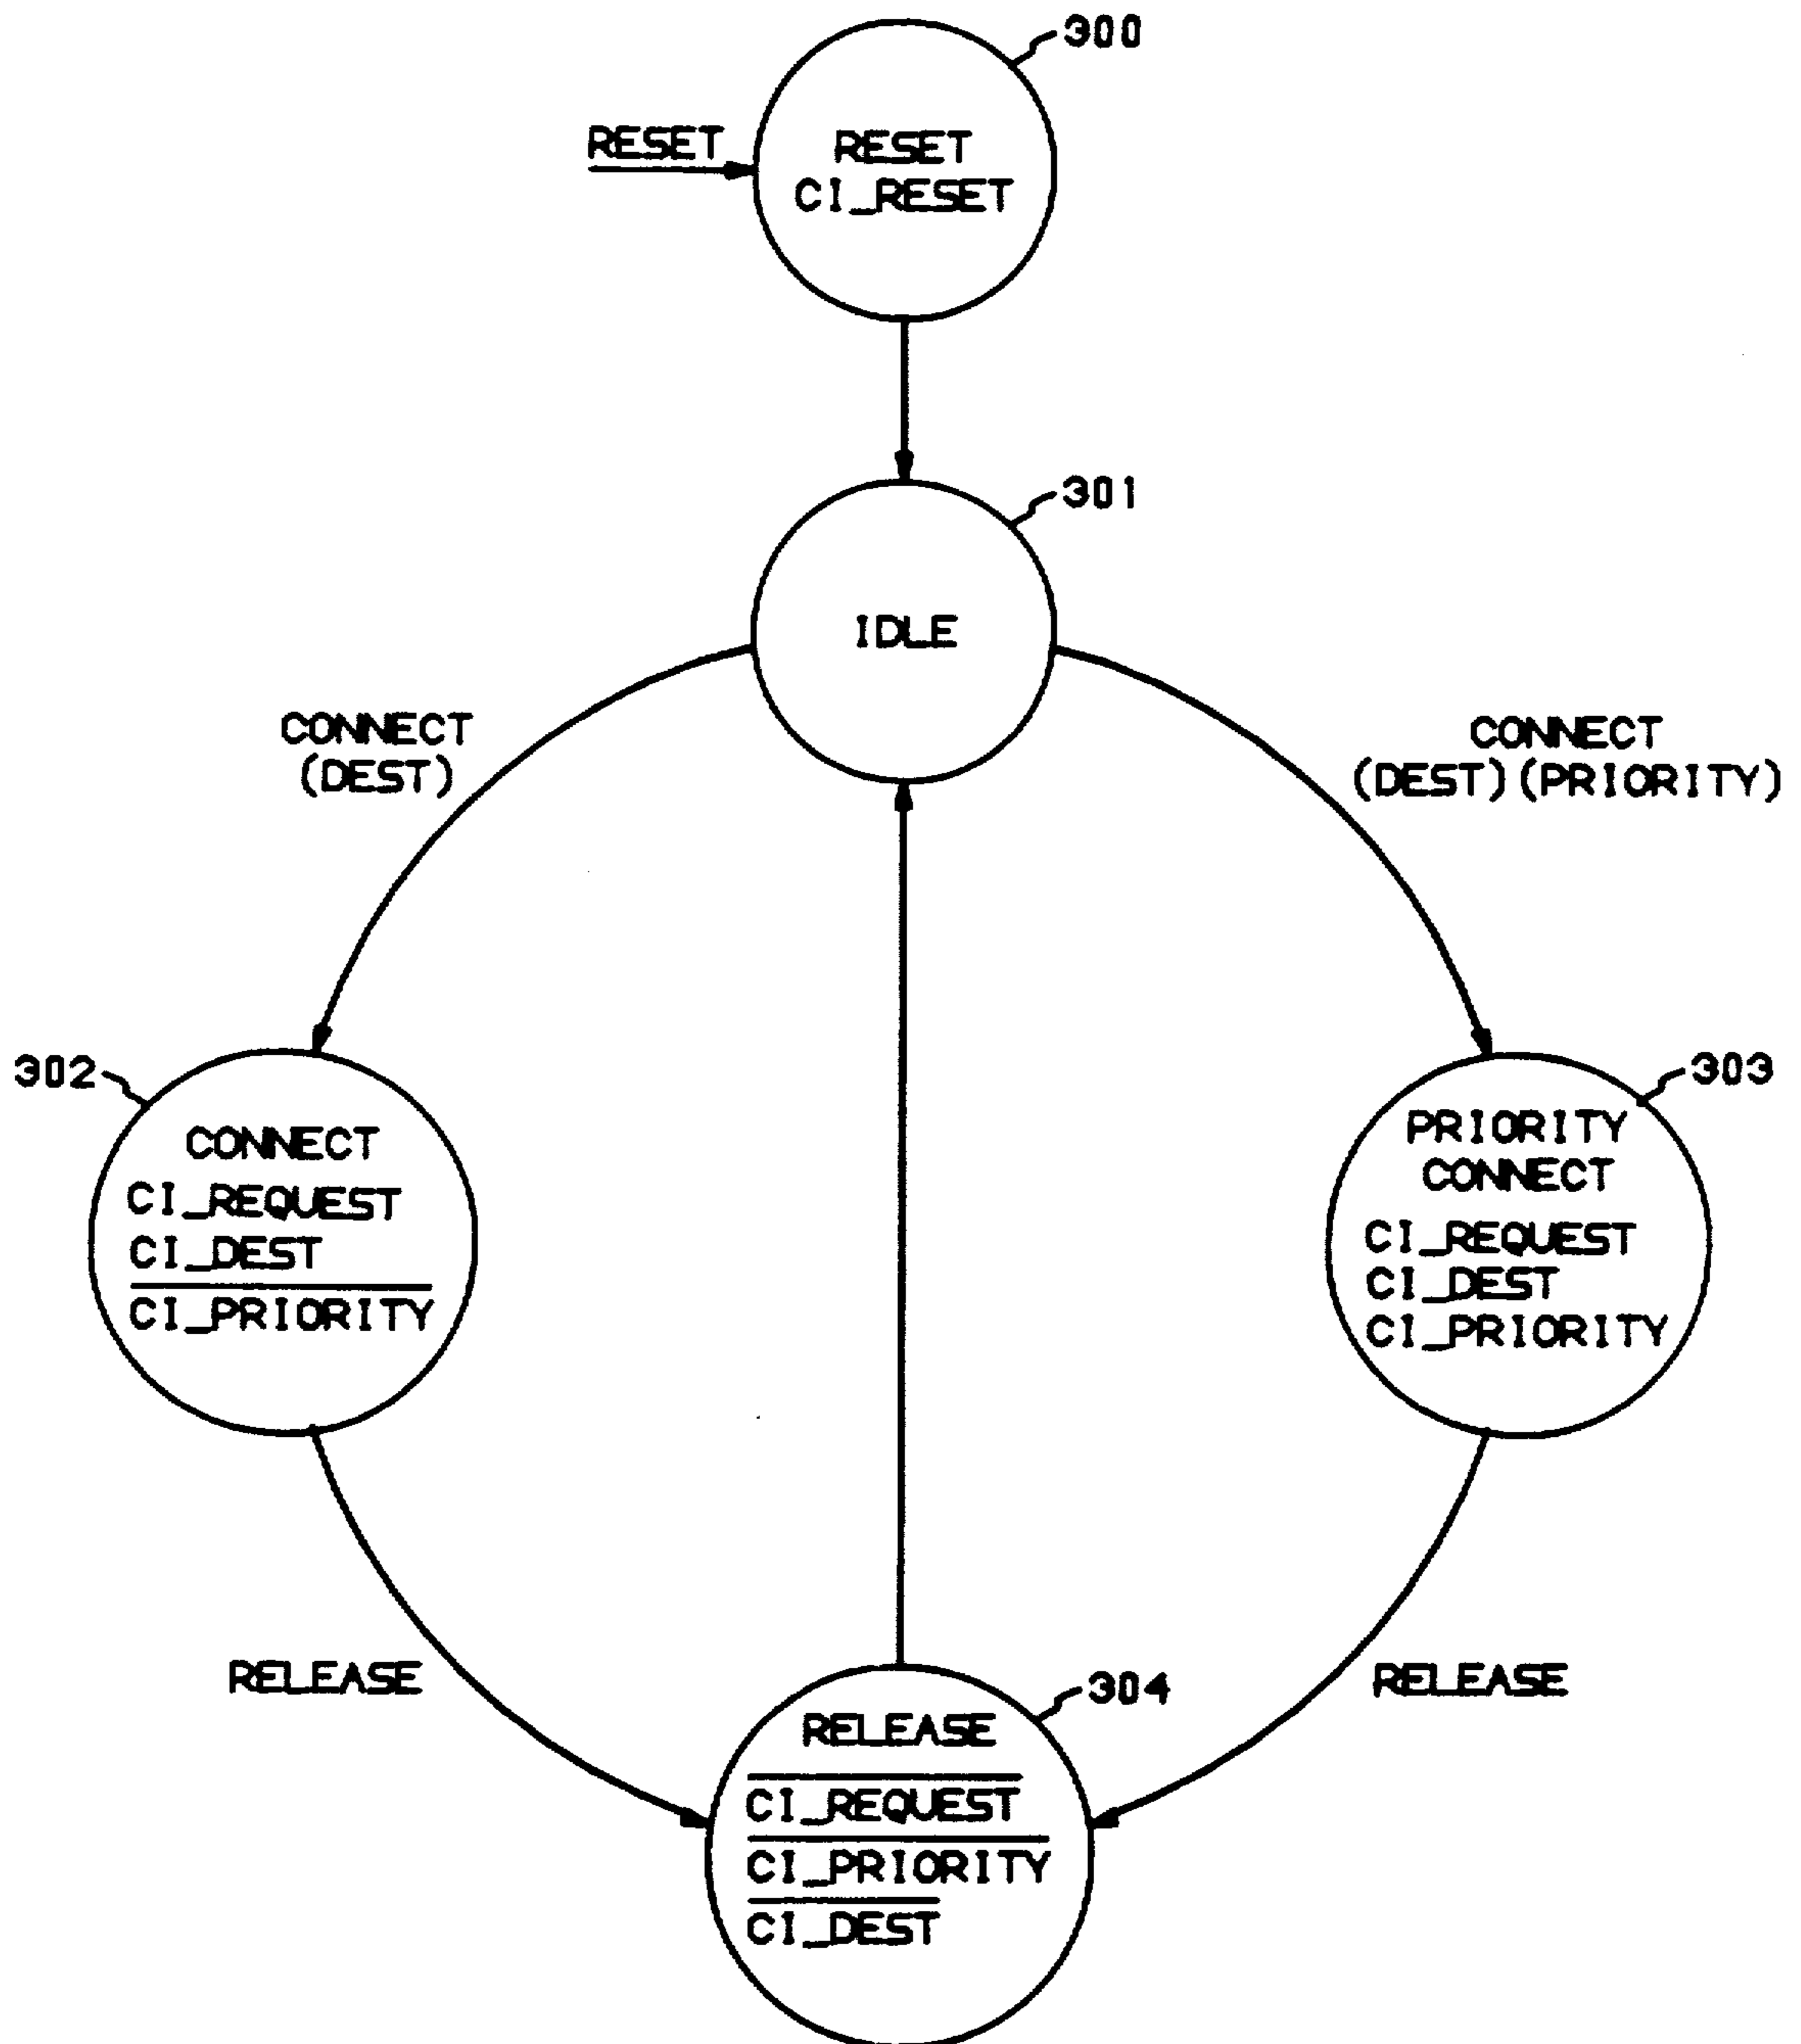 300
RESET
RESET
CI_RESET
301
IDLE
CONNECT
(DEST)
CONNECT
(DEST)(PRIORITY)
302
CONNECT
CI_REQUEST
CI_DEST
CI_PRIORITY
303
PRIORITY
CONNECT
CI_REQUEST
CI_DEST
CI_PRIORITY
RELEASE
RELEASE
304
RELEASE
CI_REQUEST
CI_PRIORITY
CI_DEST